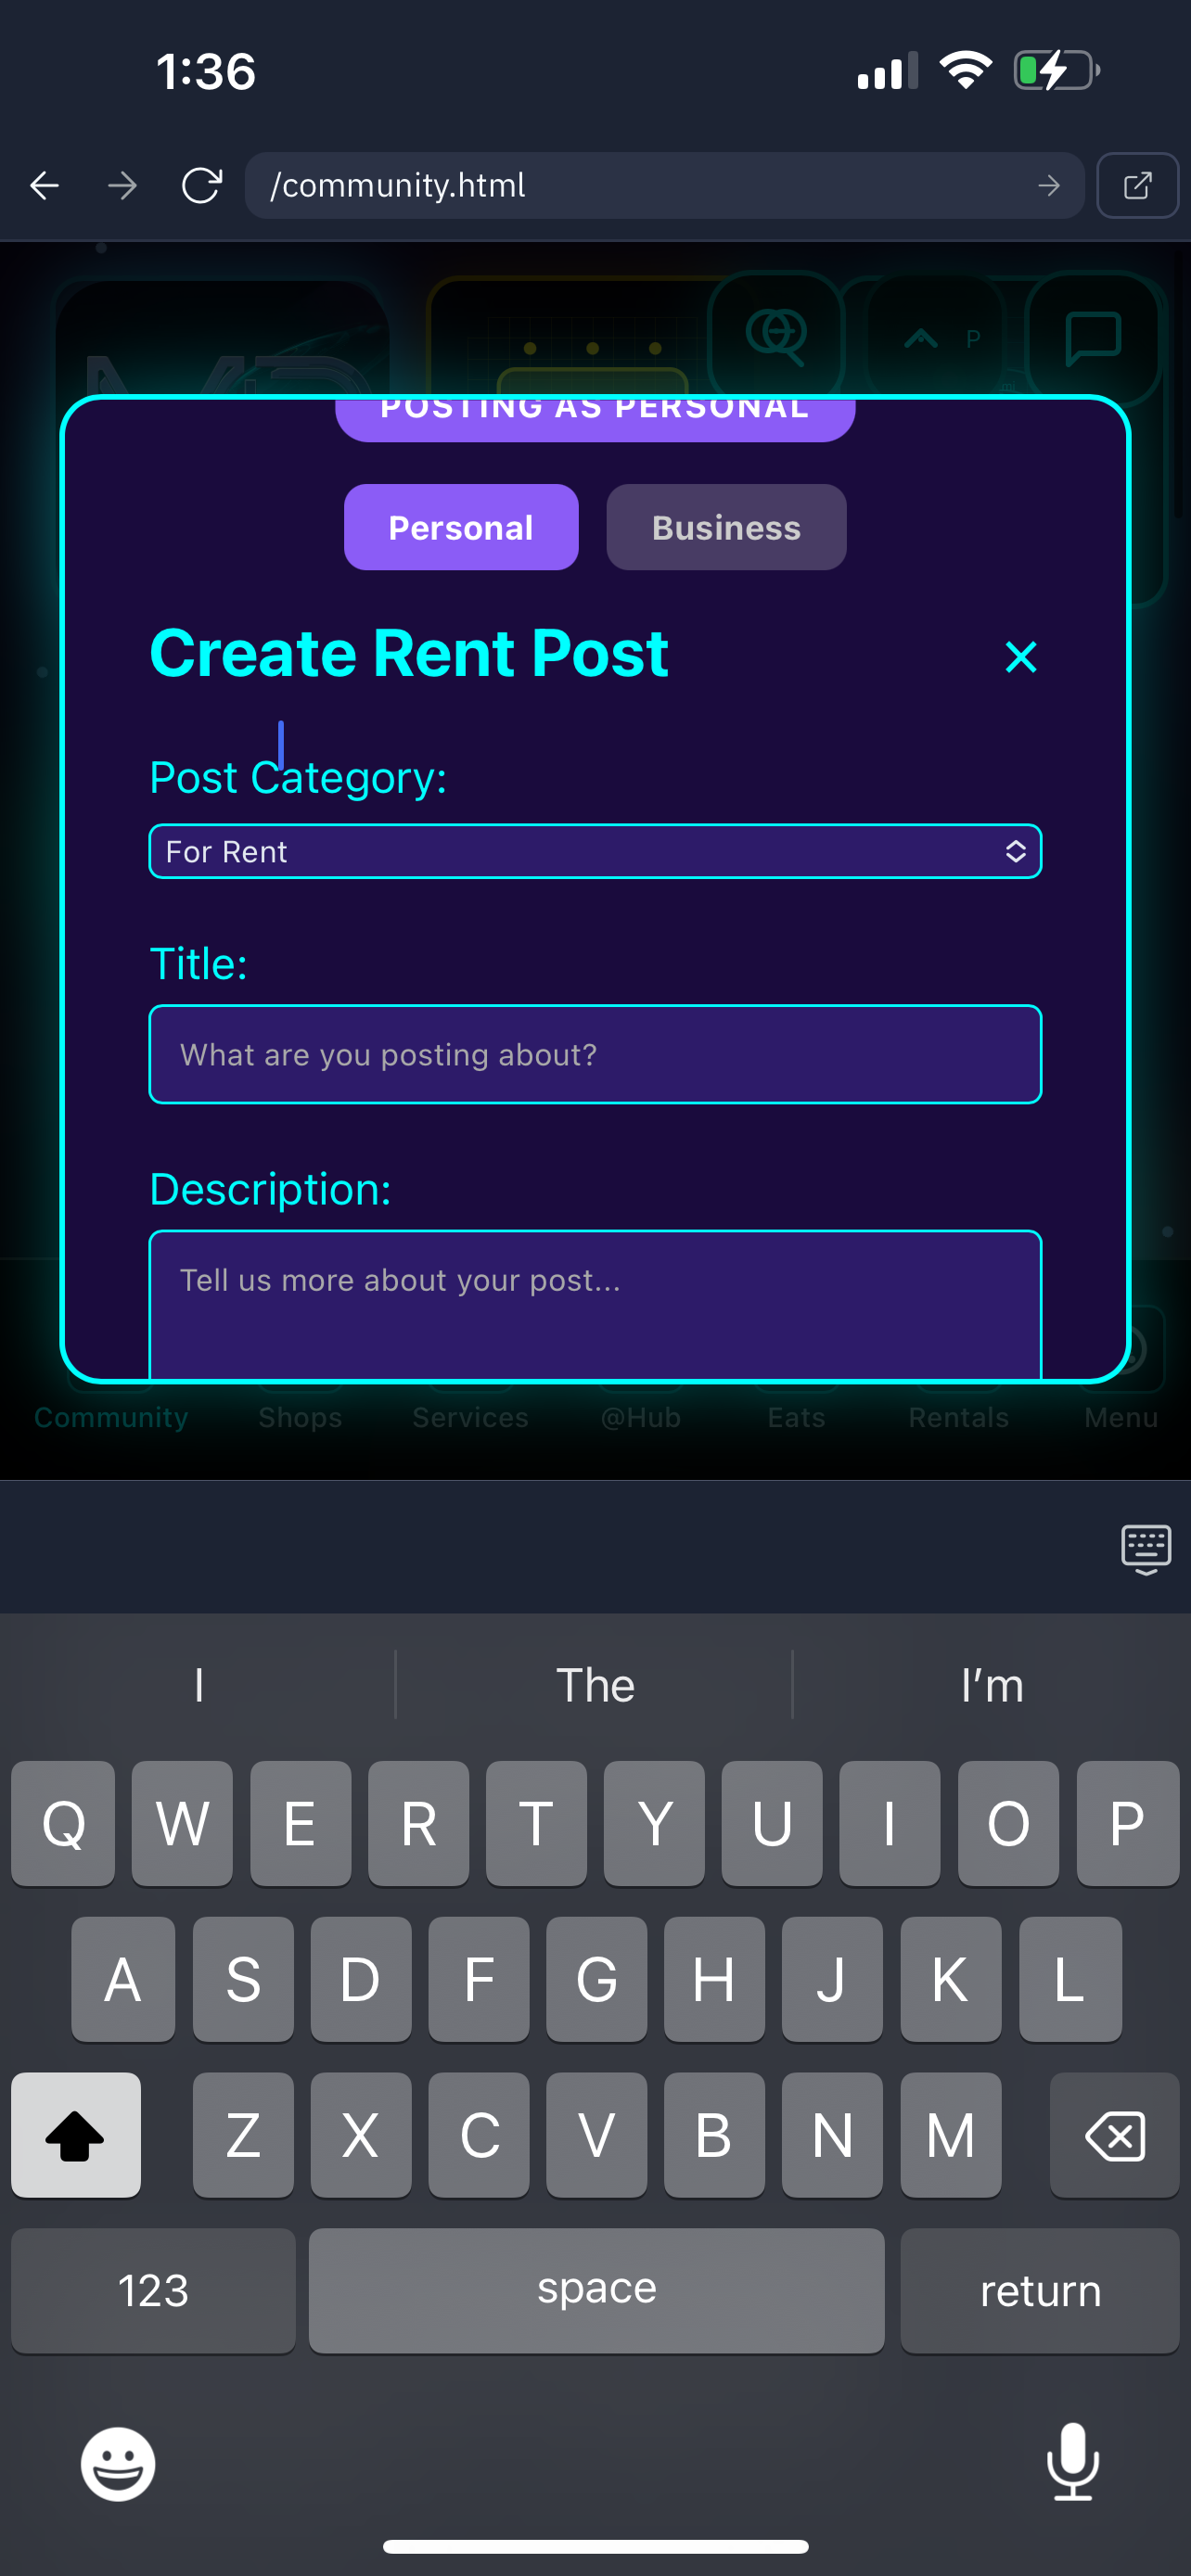 1:36
/community.html
P
POSTING AS PERSONAL
Personal Business
Create Rent Post ×
Post Category:
For Rent
Title:
What are you posting about?
Description:
Tell us more about your post...
Community Shops Services @Hub Eats Rentals Menu
I The I’m
Q W E R T Y U I O P
A S D F G H J K L
Z X C V B N M
123 space return